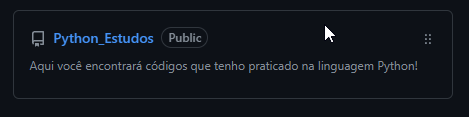 Python_Estudos Public
Aqui você encontrará códigos que tenho praticado na linguagem Python!